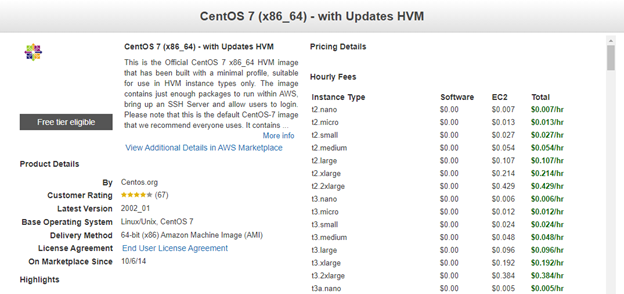 CentOS 7 (x86_64) - with Updates HVM
CentOS 7 (x86_64) - with Updates HVM
This is the Official CentOS 7 x86_64 HVM image
that has been built with a minimal profile, suitable
for use in HVM instance types only. The image
contains just enough packages to run within AWS,
bring up an SSH Server and allow users to login.
Please note that this is the default CentOS-7 image
that we recommend everyone uses. It contains ...
More info
View Additional Details in AWS Marketplace
Free tier eligible
Product Details
By Centos.org
Customer Rating (67)
Latest Version 2002_01
Base Operating System Linux/Unix, CentOS 7
Delivery Method 64-bit (x86) Amazon Machine Image (AMI)
License Agreement End User License Agreement
On Marketplace Since 10/6/14
Highlights
Pricing Details
Hourly Fees
Instance Type Software EC2 Total
t2.nano $0.00 $0.007 $0.007/hr
t2.micro $0.00 $0.013 $0.013/hr
t2.small $0.00 $0.027 $0.027/hr
t2.medium $0.00 $0.054 $0.054/hr
t2.large $0.00 $0.107 $0.107/hr
t2.xlarge $0.00 $0.214 $0.214/hr
t2.2xlarge $0.00 $0.429 $0.429/hr
t3.nano $0.00 $0.006 $0.006/hr
t3.micro $0.00 $0.012 $0.012/hr
t3.small $0.00 $0.024 $0.024/hr
t3.medium $0.00 $0.048 $0.048/hr
t3.large $0.00 $0.096 $0.096/hr
t3.xlarge $0.00 $0.192 $0.192/hr
t3.2xlarge $0.00 $0.384 $0.384/hr
t3a.nano $0.00 $0.005 $0.005/hr